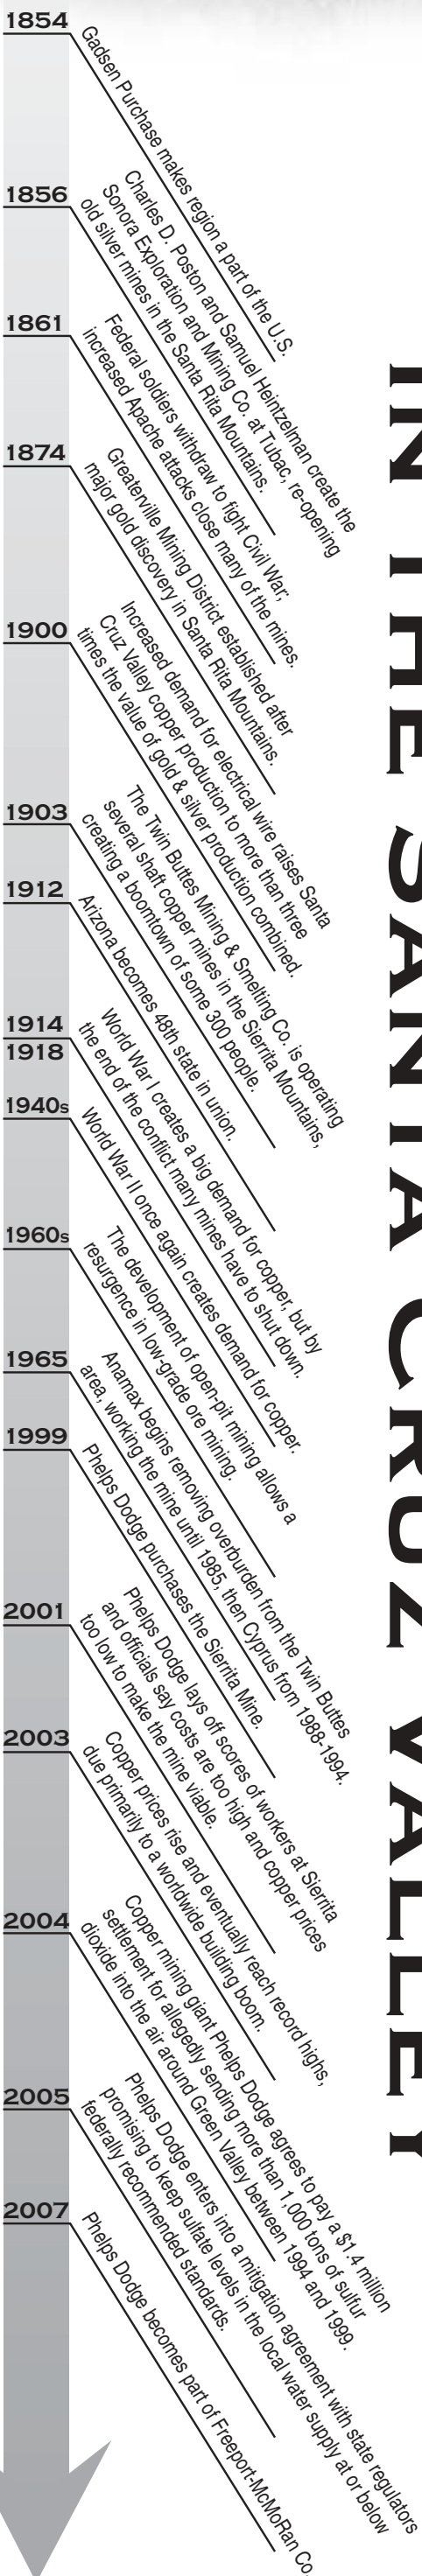 1854
Gadsen Purchase makes region a part of the U.S.
1856
Charles D. Poston and Samuel Heintzelman create the
Sonora Exploration and Mining Co. at Tubac, re-opening
old silver mines in the Santa Rita Mountains.
1861
Federal soldiers withdraw to fight Civil War;
increased Apache attacks close many of the mines.
1874
Greaterville Mining District established after
major gold discovery in Santa Rita Mountains.
1900
Increased demand for electrical wire raises Santa
Cruz Valley copper production to more than three
times the value of gold & silver production combined.
1903
The Twin Buttes Mining & Smelting Co. is operating
several shaft copper mines in the Sierrita Mountains,
creating a boomtown of some 300 people.
1912
Arizona becomes 48th state in union.
1914
1918
World War I creates a big demand for copper, but by
the end of the conflict many mines have to shut down.
1940s
World War II once again creates demand for copper.
1960s
The development of open-pit mining allows a
resurgence in low-grade ore mining.
1965
Anamax begins removing overburden from the Twin Buttes
area, working the mine until 1985, then Cyprus from 1988-1994.
1999
Phelps Dodge purchases the Sierrita Mine.
2001
Phelps Dodge lays off scores of workers at Sierrita
and officials say costs are too high and copper prices
too low to make the mine viable.
2003
Copper prices rise and eventually reach record highs,
due primarily to a worldwide building boom.
2004
Copper mining giant Phelps Dodge agrees to pay a $1.4 million
settlement for allegedly sending more than 1,000 tons of sulfur
dioxide into the air around Green Valley between 1994 and 1999.
2005
Phelps Dodge enters into a mitigation agreement with state regulators
promising to keep sulfate levels in the local water supply at or below
federally recommended standards.
2007
Phelps Dodge becomes part of Freeport-McMoRan Co
IN THE SANTA CRUZ VALLEY